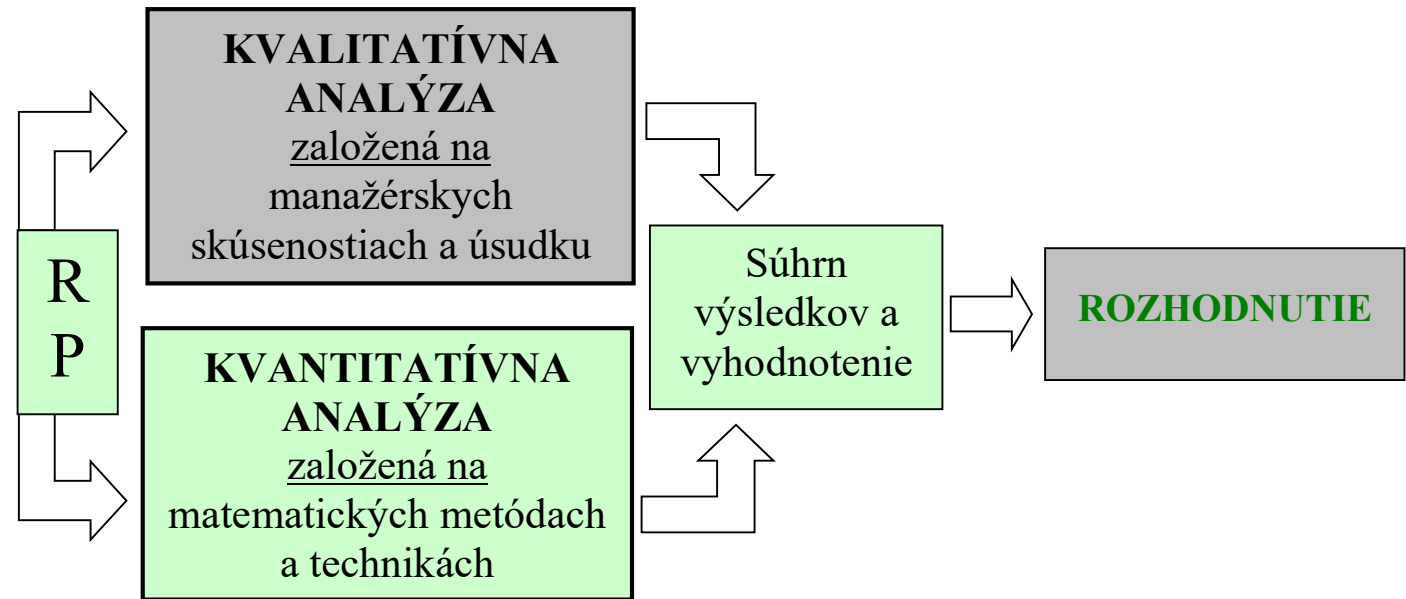 R
P
KVALITATÍVNA
ANALÝZA
založená na
manažérskych
skúsenostiach a úsudku
KVANTITATÍVNA
ANALÝZA
založená na
matematických metódach
a technikách
Súhrn
výsledkov a
vyhodnotenie
ROZHODNUTIE